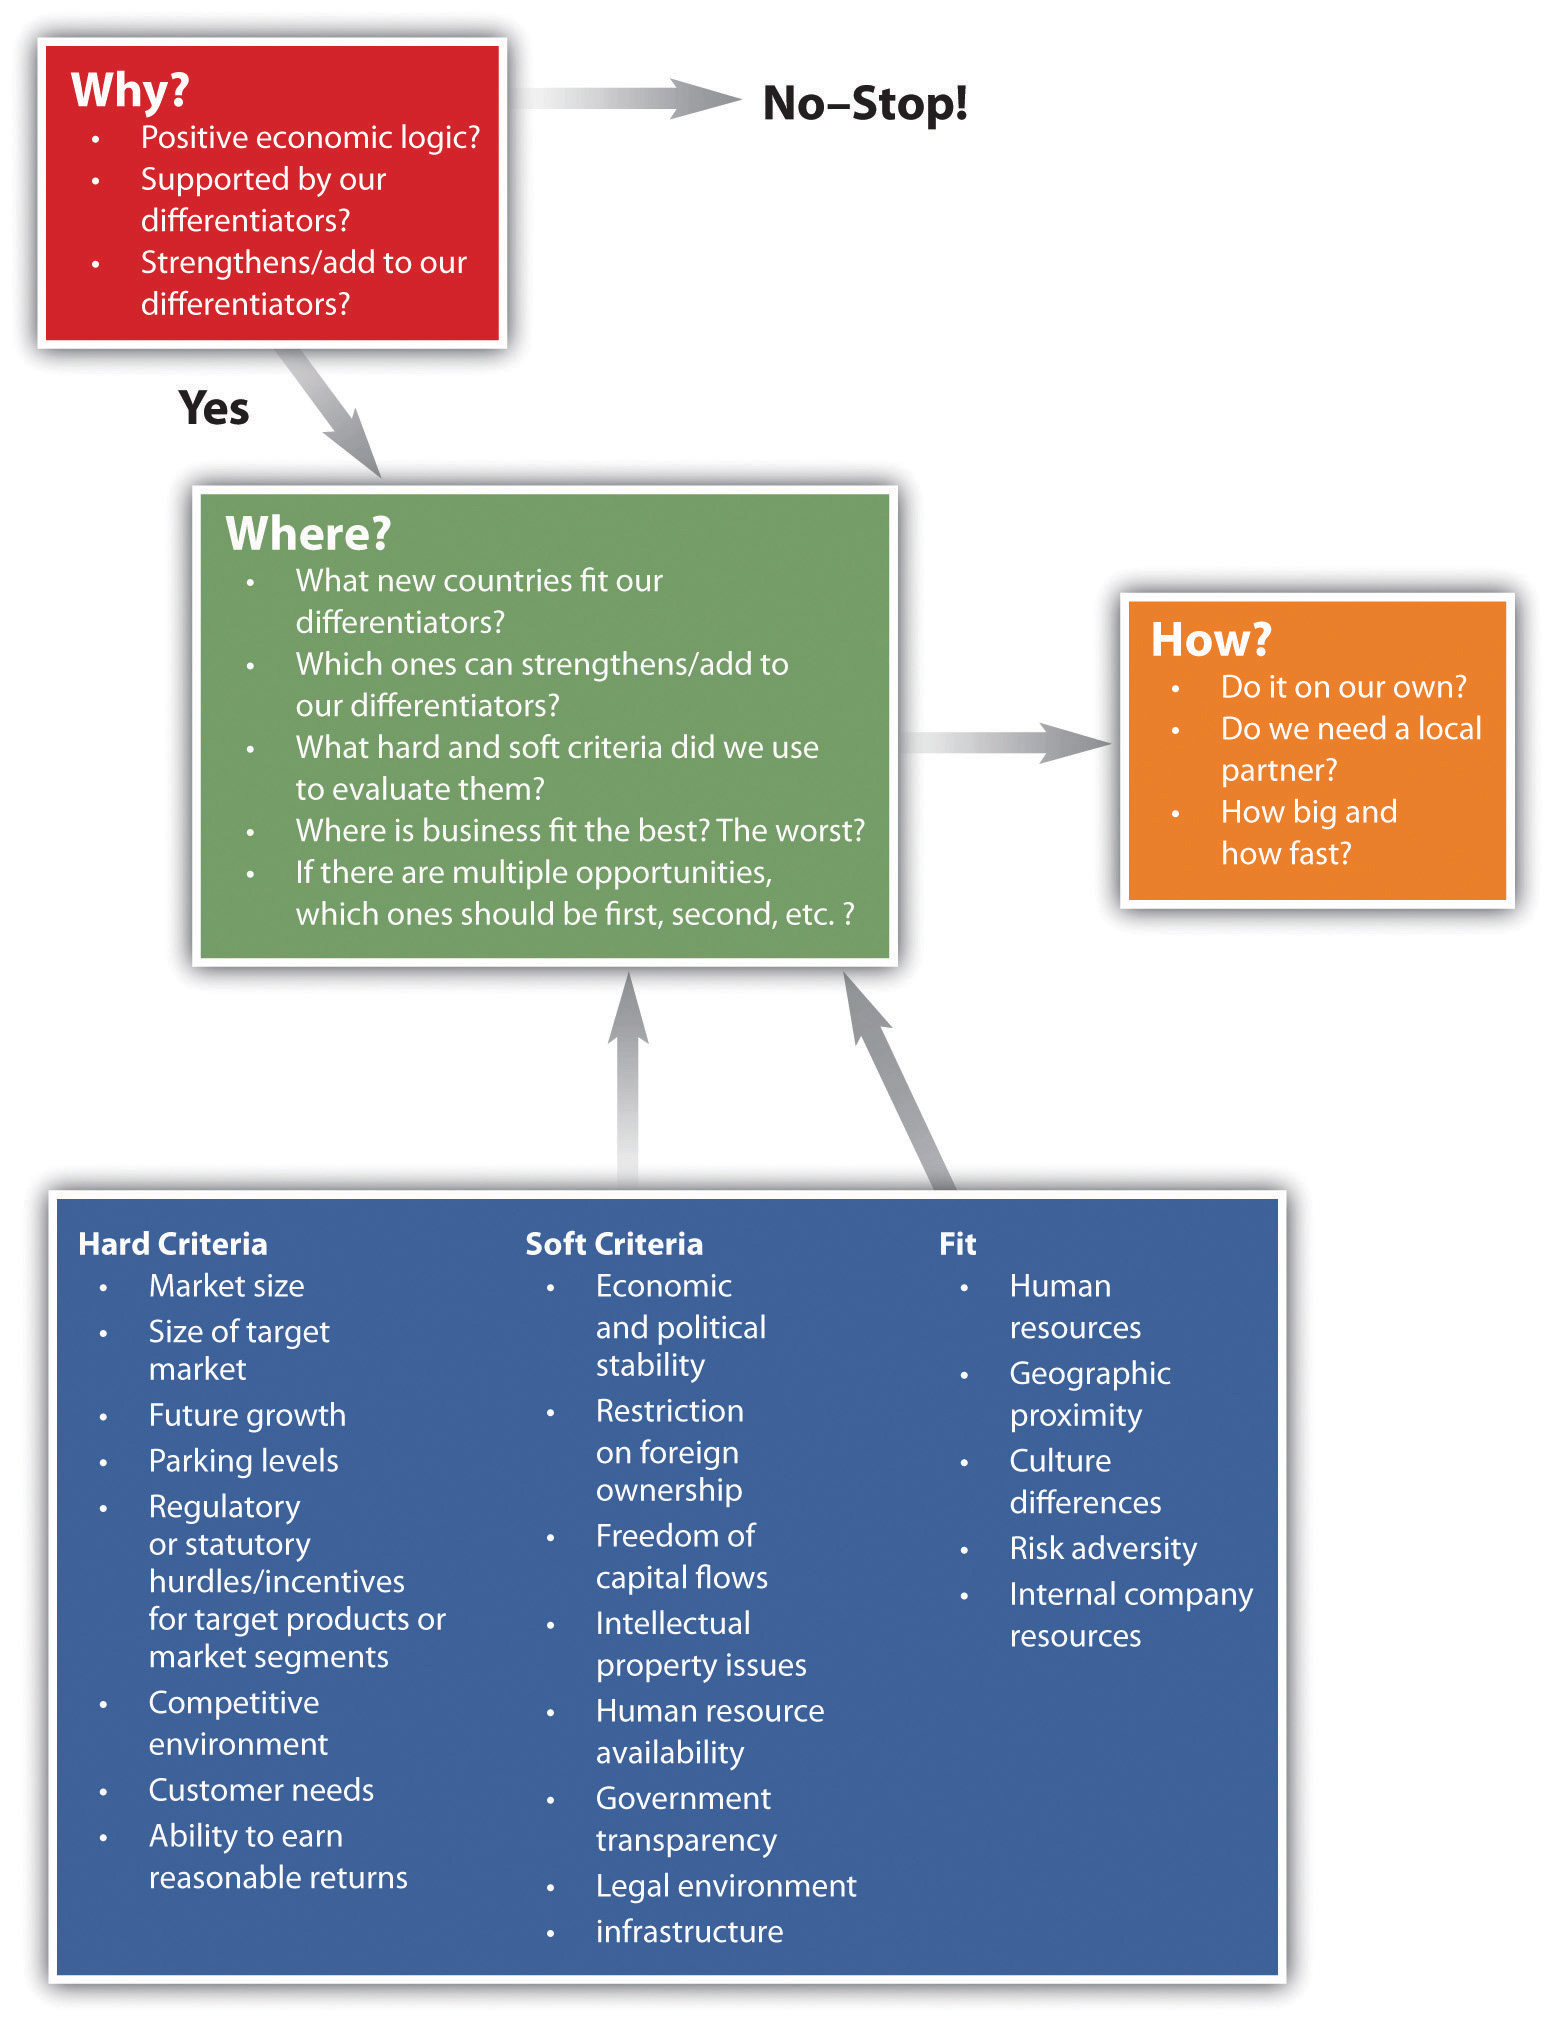 Why?
• Positive economic logic?
• Supported by our
differentiators?
• Strengthens/add to our
differentiators?
No–Stop!
Yes
Where?
• What new countries fit our
differentiators?
• Which ones can strengthens/add to
our differentiators?
• What hard and soft criteria did we use
to evaluate them?
• Where is business fit the best? The worst?
• If there are multiple opportunities,
which ones should be first, second, etc. ?
How?
• Do it on our own?
• Do we need a local
partner?
• How big and
how fast?
Hard Criteria
• Market size
• Size of target
market
• Future growth
• Parking levels
• Regulatory
or statutory
hurdles/incentives
for target products or
market segments
• Competitive
environment
• Customer needs
• Ability to earn
reasonable returns
Soft Criteria
• Economic
and political
stability
• Restriction
on foreign
ownership
• Freedom of
capital flows
• Intellectual
property issues
• Human resource
availability
• Government
transparency
• Legal environment
• infrastructure
Fit
• Human
resources
• Geographic
proximity
• Culture
differences
• Risk adversity
• Internal company
resources